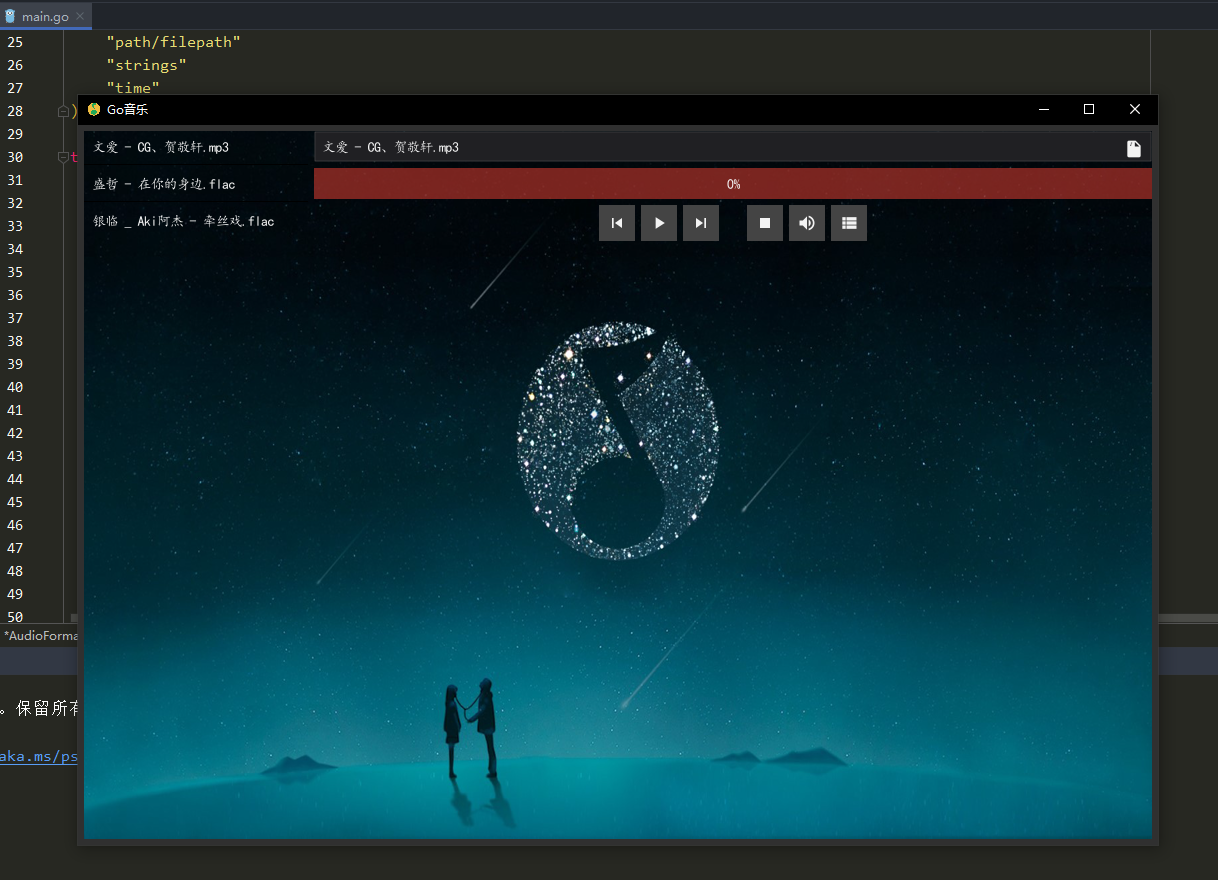 main.go
25 "path/filepath"
26 "strings"
27 "time"
28 )
29
30 t
31
32
33
34
35
36
37
38
39
40
41
42
43
44
45
46
47
48
49
50
Go音乐
文爱 - CG、贺敬轩.mp3
盛哲 - 在你的身边.flac
银临 _ Aki阿杰 - 牵丝戏.flac
文爱 - CG、贺敬轩.mp3
0%
*AudioForma
。保留所有
aka.ms/ps